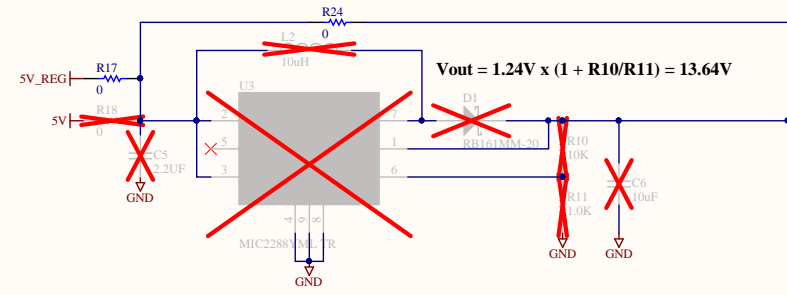 R24
0
L2
10uH
R17
5V_REG
0
Vout = 1.24V x (1 + R10/R11) = 13.64V
U3
D1
R18
5V
0
2
7
RB161MM-20
5
1
R10
10K
C5
2.2UF
3
6
GND
R11
1.0K
C6
10uF
4
9
8
MIC2288YML TR
GND
GND
GND